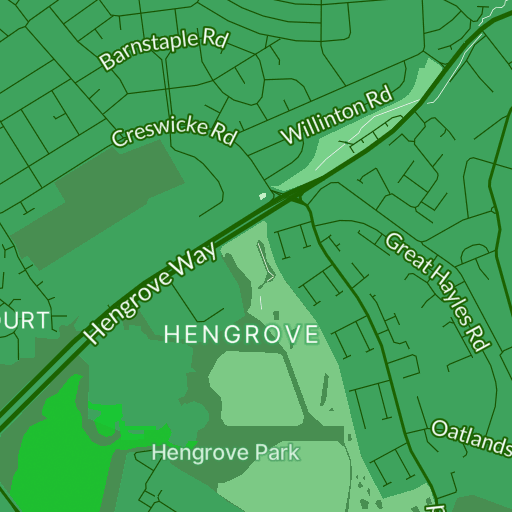 Barnstaple Rd
Creswicke Rd
Willinton Rd
Hengrove Way
Great Hayles Rd
OURT
HENGROVE
Oatlands
Hengrove Park